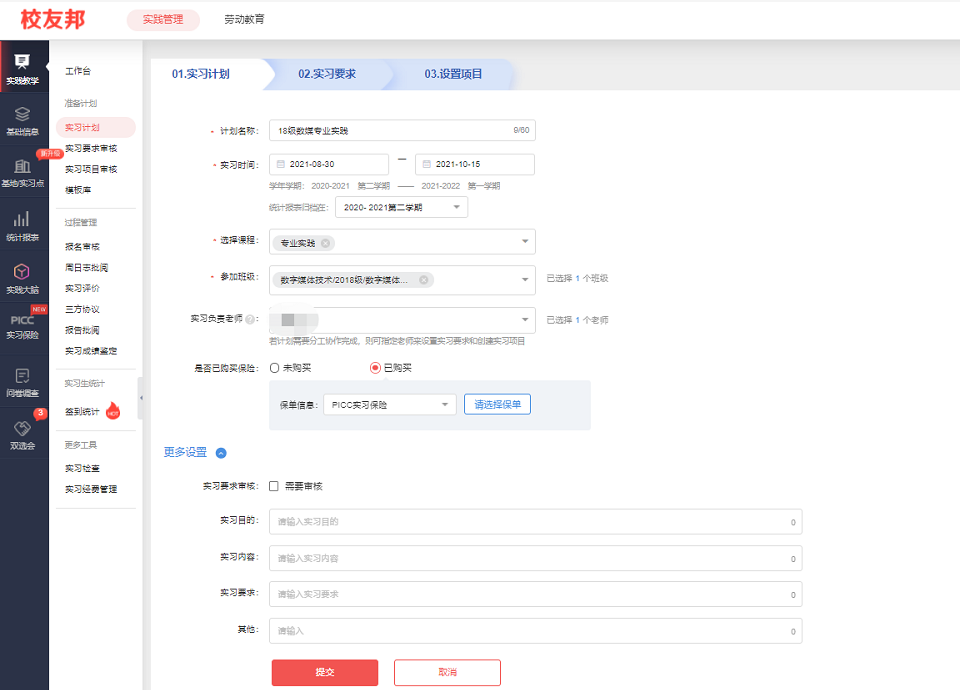 校友邦
实践管理
劳动教育
实践教学
基础信息
新升级
基地/实习点
统计报表
实践大脑
NEW
PICC
实习保险
问卷调查
3
双选会
工作台
准备计划
实习计划
实习要求审核
实习项目审核
模板库
过程管理
报名审核
周日志批阅
实习评价
三方协议
报告批阅
实习成绩鉴定
实习生统计
签到统计 HOT
更多工具
实习检查
实习经费管理
01.实习计划
02.实习要求
03.设置项目
* 计划名称: 18级数媒专业实践 9/60
* 实习时间: 2021-08-30 — 2021-10-15
学年学期: 2020-2021 第二学期 —— 2021-2022 第一学期
统计报表归档在: 2020- 2021第二学期
* 选择课程: 专业实践
* 参加班级: 数字媒体技术/2018级/数字媒体... 已选择 1 个班级
实习负责老师 ? : 已选择 1 个老师
若计划需要分工协作完成，则可指定老师来设置实习要求和创建实习项目
是否已购买保险: 未购买 已购买
保单信息: PICC实习保险 请选择保单
更多设置
实习要求审核: 需要审核
实习目的: 请输入实习目的 0
实习内容: 请输入实习内容 0
实习要求: 请输入实习要求 0
其他: 请输入 0
提交
取消